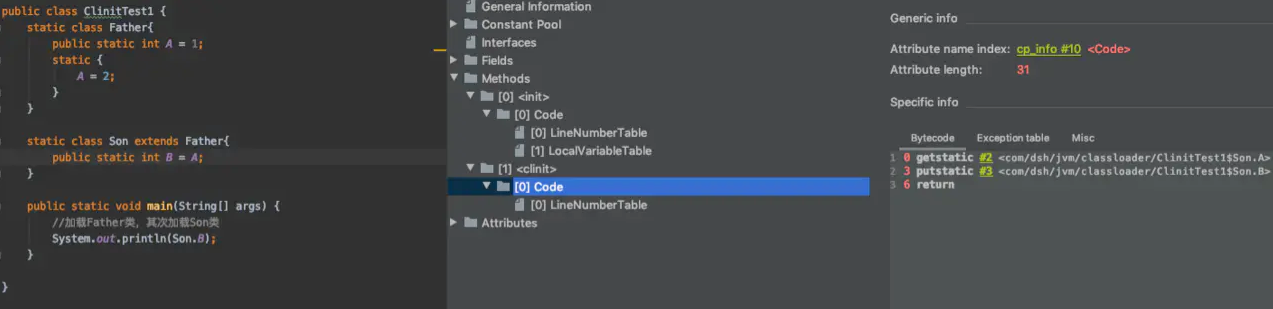 public class ClinitTest1 {
static class Father{
public static int A = 1;
static {
A = 2;
}
}
static class Son extends Father{
public static int B = A;
}
public static void main(String[] args) {
//加载Father类，其次加载Son类
System.out.println(Son.B);
}
}
General Information
Constant Pool
Interfaces
Fields
Methods
[0] <init>
[0] Code
[0] LineNumberTable
[1] LocalVariableTable
[1] <clinit>
[0] Code
[0] LineNumberTable
Attributes
Generic info
Attribute name index: cp_info #10 <Code>
Attribute length: 31
Specific info
Bytecode Exception table Misc
1 0 getstatic #2 <com/dsh/jvm/classloader/ClinitTest1$Son.A>
2 3 putstatic #3 <com/dsh/jvm/classloader/ClinitTest1$Son.B>
3 6 return